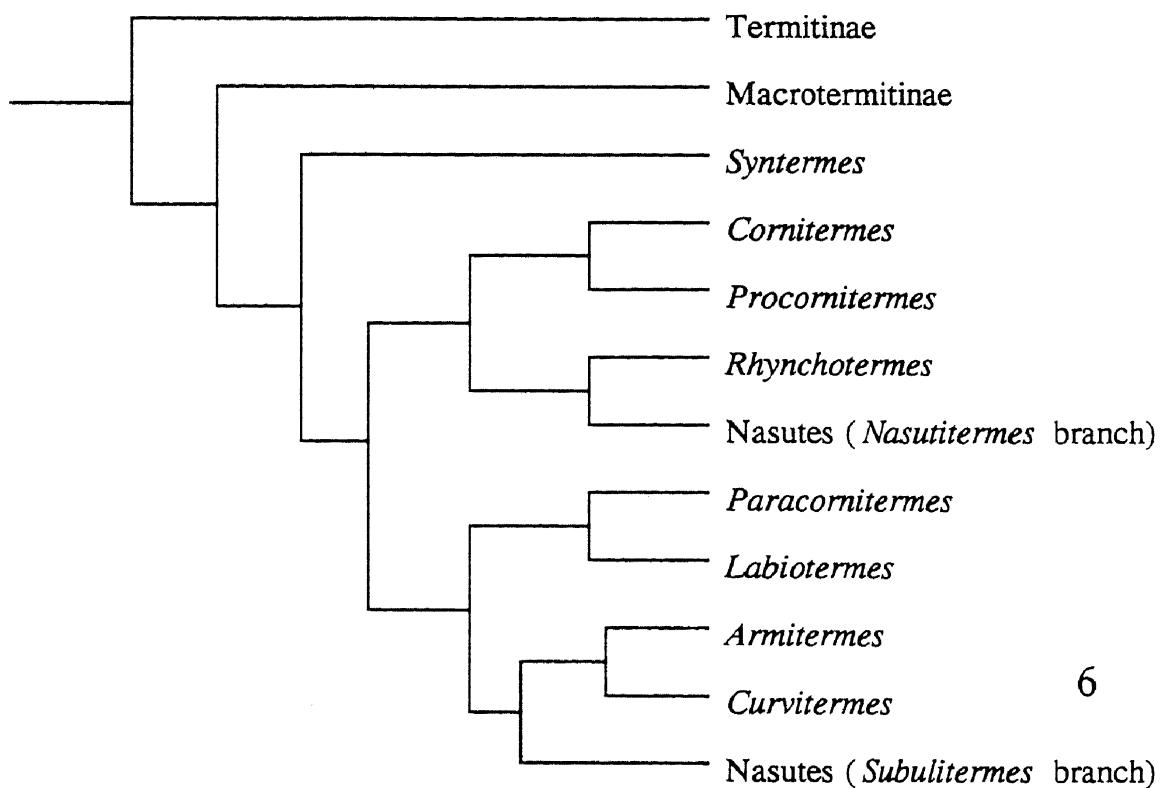 Termitinae
Macrotermitinae
Syntermes
Cornitermes
Procornitermes
Rhynchotermes
Nasutes (Nasutitermes branch)
Paracornitermes
Labiotermes
Armitermes
6
Curvitermes
Nasutes (Subulitermes branch)